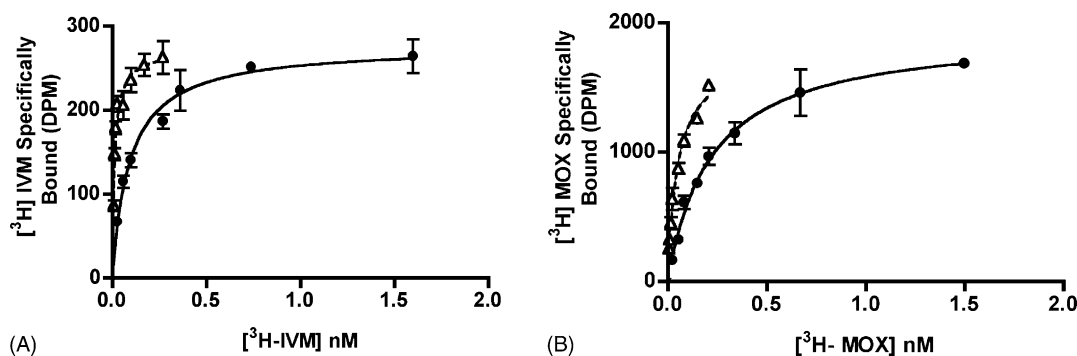 [³H] IVM Specifically
Bound (DPM)
300
200
100
0
0.0 0.5 1.0 1.5 2.0
[³H-IVM] nM
(A)
[³H] MOX Specifically
Bound (DPM)
2000
1000
0
0.0 0.5 1.0 1.5 2.0
[³H- MOX] nM
(B)